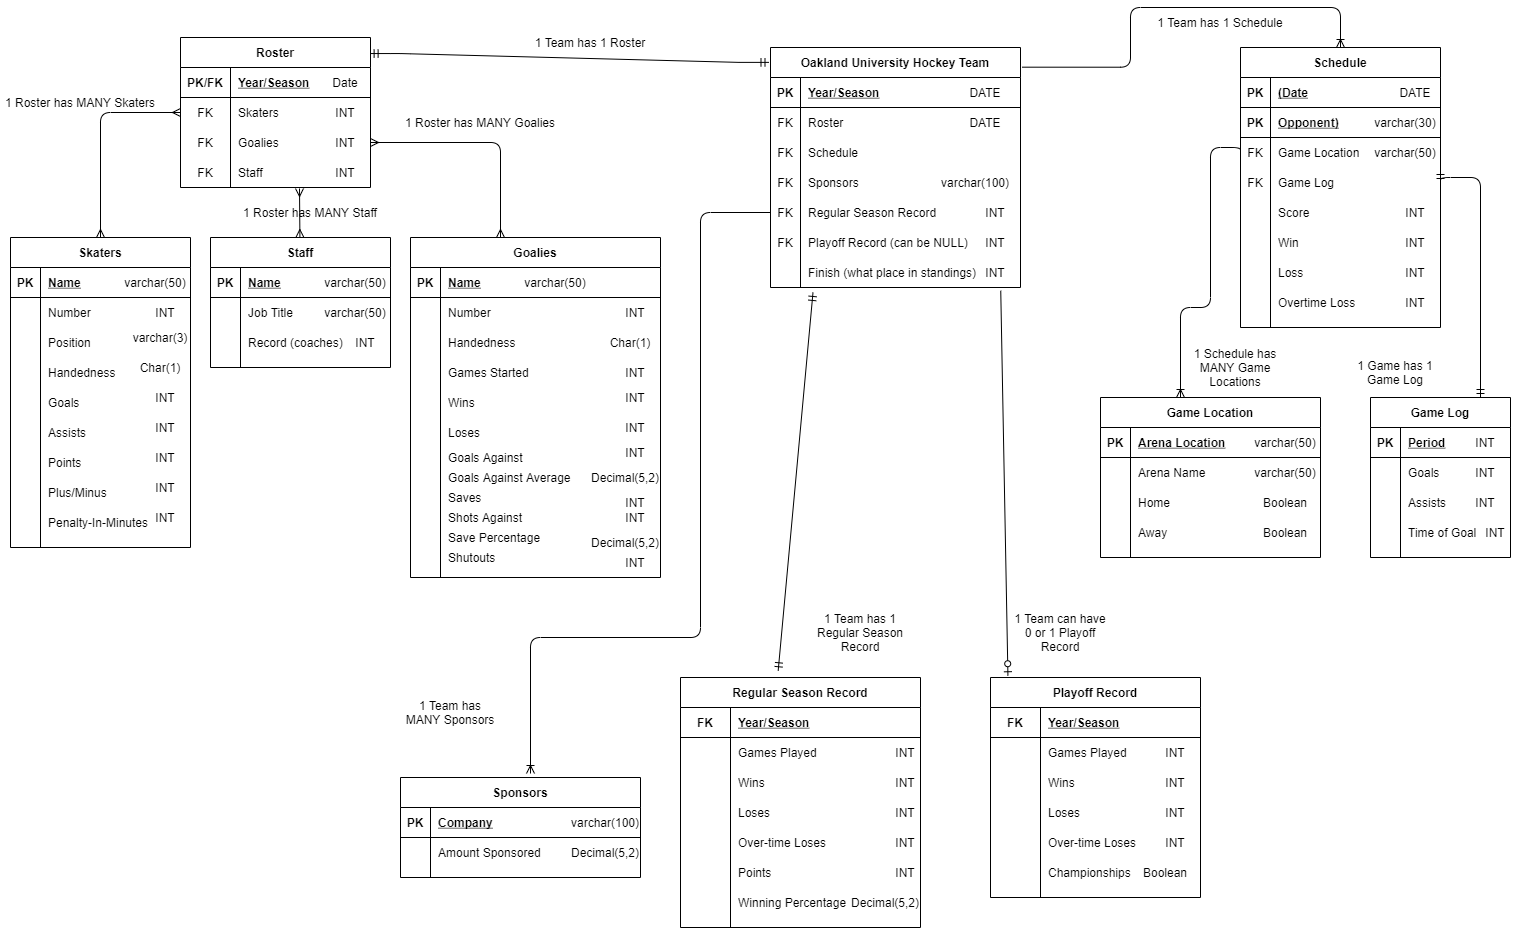 1 Team has 1 Roster
1 Team has 1 Schedule
1 Roster has MANY Skaters
1 Roster has MANY Goalies
1 Roster has MANY Staff
Roster
PK/FK Year/Season Date
FK Skaters INT
FK Goalies INT
FK Staff INT
Oakland University Hockey Team
PK Year/Season DATE
FK Roster DATE
FK Schedule
FK Sponsors varchar(100)
FK Regular Season Record INT
FK Playoff Record (can be NULL) INT
Finish (what place in standings) INT
Schedule
PK (Date DATE
PK Opponent) varchar(30)
FK Game Location varchar(50)
FK Game Log
Score INT
Win INT
Loss INT
Overtime Loss INT
Skaters
PK Name varchar(50)
Number INT
Position varchar(3)
Handedness Char(1)
Goals INT
Assists INT
Points INT
Plus/Minus INT
Penalty-In-Minutes INT
Staff
PK Name varchar(50)
Job Title varchar(50)
Record (coaches) INT
Goalies
PK Name varchar(50)
Number INT
Handedness Char(1)
Games Started INT
Wins INT
Loses INT
Goals Against INT
Goals Against Average Decimal(5,2)
Saves INT
Shots Against INT
Save Percentage Decimal(5,2)
Shutouts INT
1 Schedule has
MANY Game
Locations
1 Game has 1
Game Log
Game Location
PK Arena Location varchar(50)
Arena Name varchar(50)
Home Boolean
Away Boolean
Game Log
PK Period INT
Goals INT
Assists INT
Time of Goal INT
1 Team has 1
Regular Season
Record
1 Team can have
0 or 1 Playoff
Record
1 Team has
MANY Sponsors
Sponsors
PK Company varchar(100)
Amount Sponsored Decimal(5,2)
Regular Season Record
FK Year/Season
Games Played INT
Wins INT
Loses INT
Over-time Loses INT
Points INT
Winning Percentage Decimal(5,2)
Playoff Record
FK Year/Season
Games Played INT
Wins INT
Loses INT
Over-time Loses INT
Championships Boolean